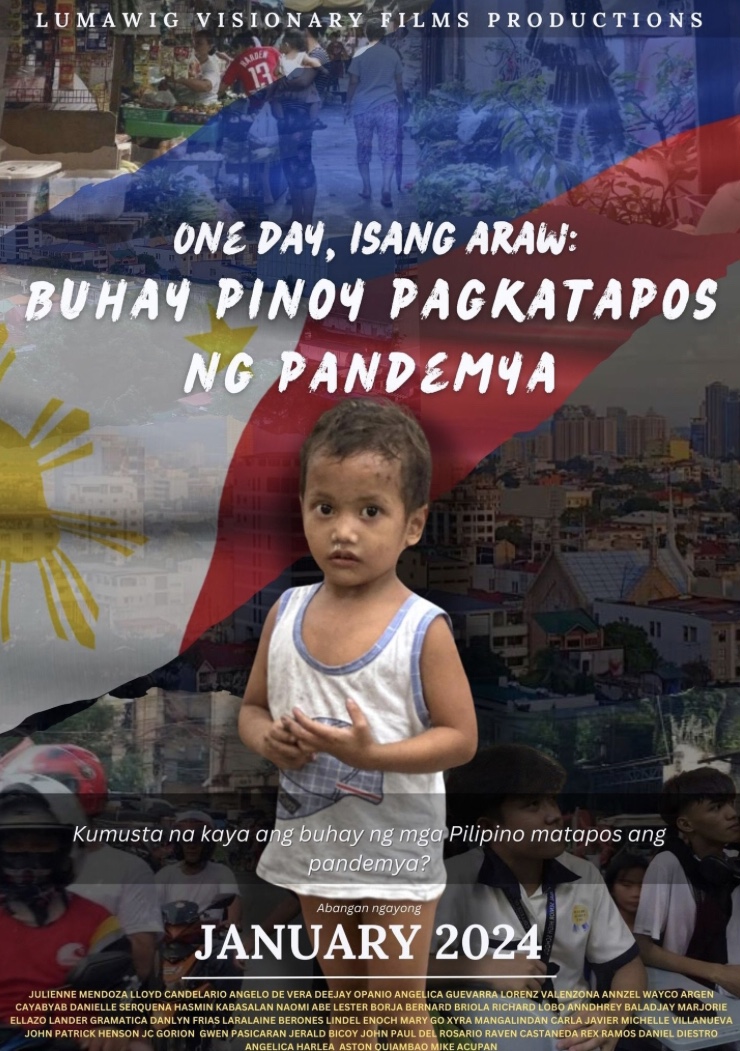 LUMAWIG VISIONARY FILMS PRODUCTIONS
HARDEN
13
ONE DAY, ISANG ARAW:
BUHAY PINOY PAGKATAPOS
NG PANDEMYA
Kumusta na kaya ang buhay ng mga Pilipino matapos ang
pandemya?
Abangan ngayong
JANUARY 2024
JULIENNE MENDOZA LLOYD CANDELARIO ANGELO DE VERA DEEJAY OPANIO ANGELICA GUEVARRA LORENZ VALENZONA ANNZEL WAYCO ARGEN
CAYABYAB DANIELLE SERQUENA HASMIN KABASALAN NAOMI ABE LESTER BORJA BERNARD BRIOLA RICHARD LOBO ANNDHREY BALADJAY MARJORIE
ELLAZO LANDER GRAMATICA DANLYN FRIAS LARALAINE BERONES LINDEL ENOCH MARY GO XYRA MANGALINDAN CARLA JAVIER MICHELLE VILLANUEVA
JOHN PATRICK HENSON JC GORION GWEN PASICARAN JERALD BICOY JOHN PAUL DEL ROSARIO RAVEN CASTANEDA REX RAMOS DANIEL DIESTRO
ANGELICA HARLEA ASTON QUIAMBAO MIKE ACUPAN